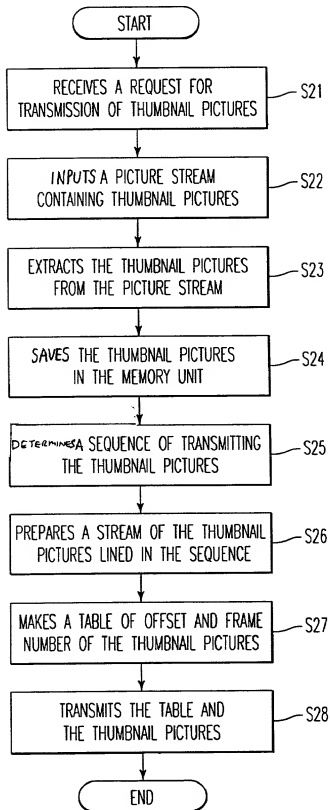 START
RECEIVES A REQUEST FOR
TRANSMISSION OF THUMBNAIL PICTURES
S21
INPUTS A PICTURE STREAM
CONTAINING THUMBNAIL PICTURES
S22
EXTRACTS THE THUMBNAIL PICTURES
FROM THE PICTURE STREAM
S23
SAVES THE THUMBNAIL PICTURES
IN THE MEMORY UNIT
S24
DETERMINES A SEQUENCE OF TRANSMITTING
THE THUMBNAIL PICTURES
S25
PREPARES A STREAM OF THE THUMBNAIL
PICTURES LINED IN THE SEQUENCE
S26
MAKES A TABLE OF OFFSET AND FRAME
NUMBER OF THE THUMBNAIL PICTURES
S27
TRANSMITS THE TABLE AND
THE THUMBNAIL PICTURES
S28
END